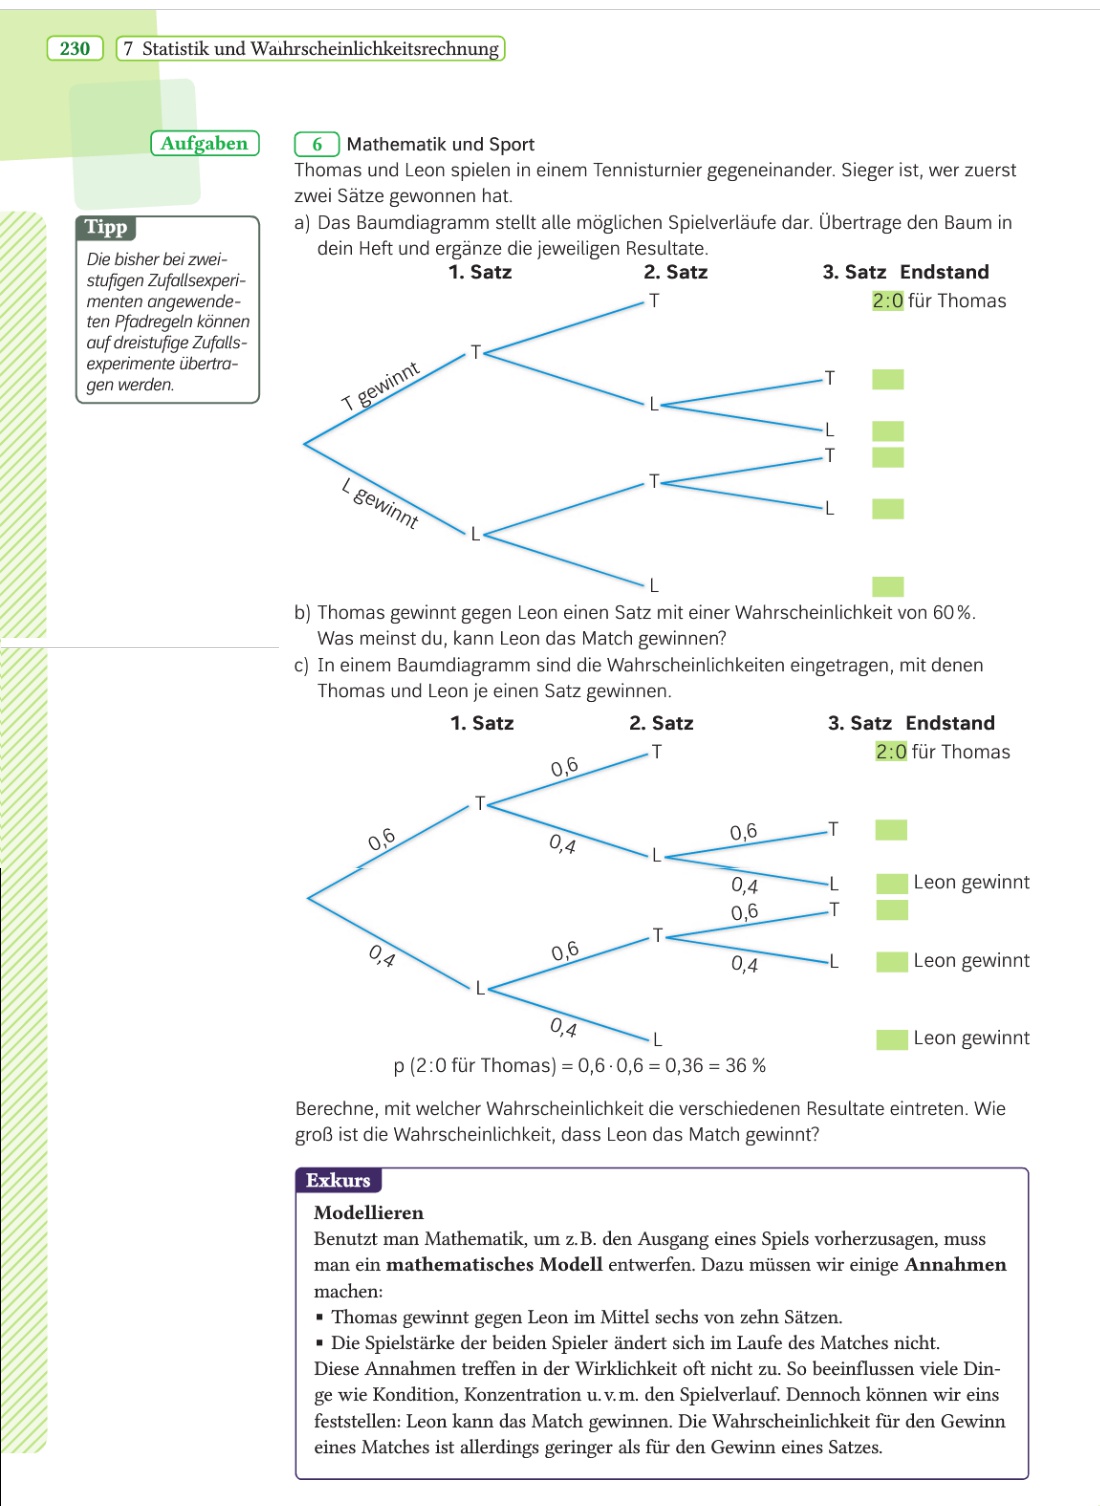 230
7 Statistik und Wahrscheinlichkeitsrechnung
Aufgaben
Tipp
Die bisher bei zwei-
stufigen Zufallsexperi-
menten angewende-
ten Pfadregeln können
auf dreistufige Zufalls-
experimente übertra-
gen werden.
6 Mathematik und Sport
Thomas und Leon spielen in einem Tennisturnier gegeneinander. Sieger ist, wer zuerst
zwei Sätze gewonnen hat.
a) Das Baumdiagramm stellt alle möglichen Spielverläufe dar. Übertrage den Baum in
dein Heft und ergänze die jeweiligen Resultate.
1. Satz 2. Satz 3. Satz Endstand
T 2:0 für Thomas
T
T gewinnt
T
L
L
T
T
L gewinnt
L
L
L
b) Thomas gewinnt gegen Leon einen Satz mit einer Wahrscheinlichkeit von 60%.
Was meinst du, kann Leon das Match gewinnen?
c) In einem Baumdiagramm sind die Wahrscheinlichkeiten eingetragen, mit denen
Thomas und Leon je einen Satz gewinnen.
1. Satz 2. Satz 3. Satz Endstand
T 2:0 für Thomas
0,6
T
0,6 0,4 0,6 T
L
0,4 L Leon gewinnt
0,6 T
T
0,4 0,6 0,4 L Leon gewinnt
L
0,4
L Leon gewinnt
p (2:0 für Thomas) = 0,6 · 0,6 = 0,36 = 36 %
Berechne, mit welcher Wahrscheinlichkeit die verschiedenen Resultate eintreten. Wie
groß ist die Wahrscheinlichkeit, dass Leon das Match gewinnt?
Exkurs
Modellieren
Benutzt man Mathematik, um z.B. den Ausgang eines Spiels vorherzusagen, muss
man ein mathematisches Modell entwerfen. Dazu müssen wir einige Annahmen
machen:
▪ Thomas gewinnt gegen Leon im Mittel sechs von zehn Sätzen.
▪ Die Spielstärke der beiden Spieler ändert sich im Laufe des Matches nicht.
Diese Annahmen treffen in der Wirklichkeit oft nicht zu. So beeinflussen viele Din-
ge wie Kondition, Konzentration u.v.m. den Spielverlauf. Dennoch können wir eins
feststellen: Leon kann das Match gewinnen. Die Wahrscheinlichkeit für den Gewinn
eines Matches ist allerdings geringer als für den Gewinn eines Satzes.